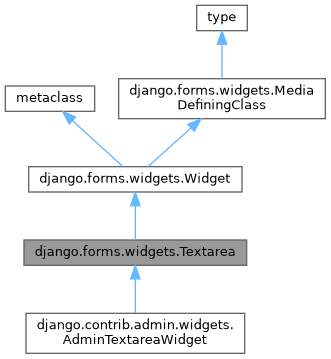 type
django.forms.widgets.Media
DefiningClass
metaclass
django.forms.widgets.Widget
django.forms.widgets.Textarea
django.contrib.admin.widgets.
AdminTextareaWidget